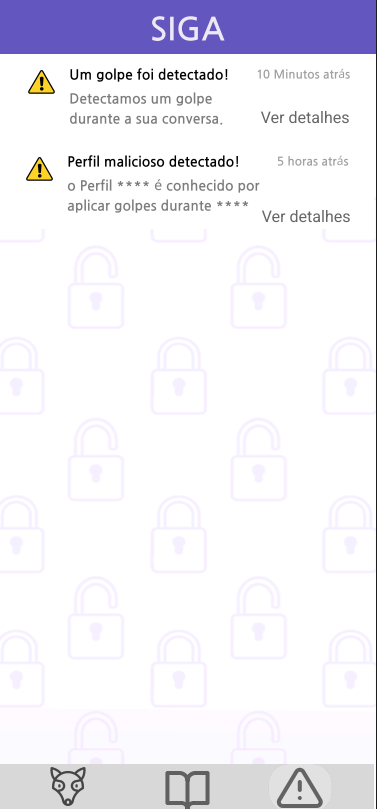 SIGA
Um golpe foi detectado! 10 Minutos atrás
Detectamos um golpe
durante a sua conversa.
Ver detalhes
Perfil malicioso detectado! 5 horas atrás
o Perfil **** é conhecido por
aplicar golpes durante ****
Ver detalhes